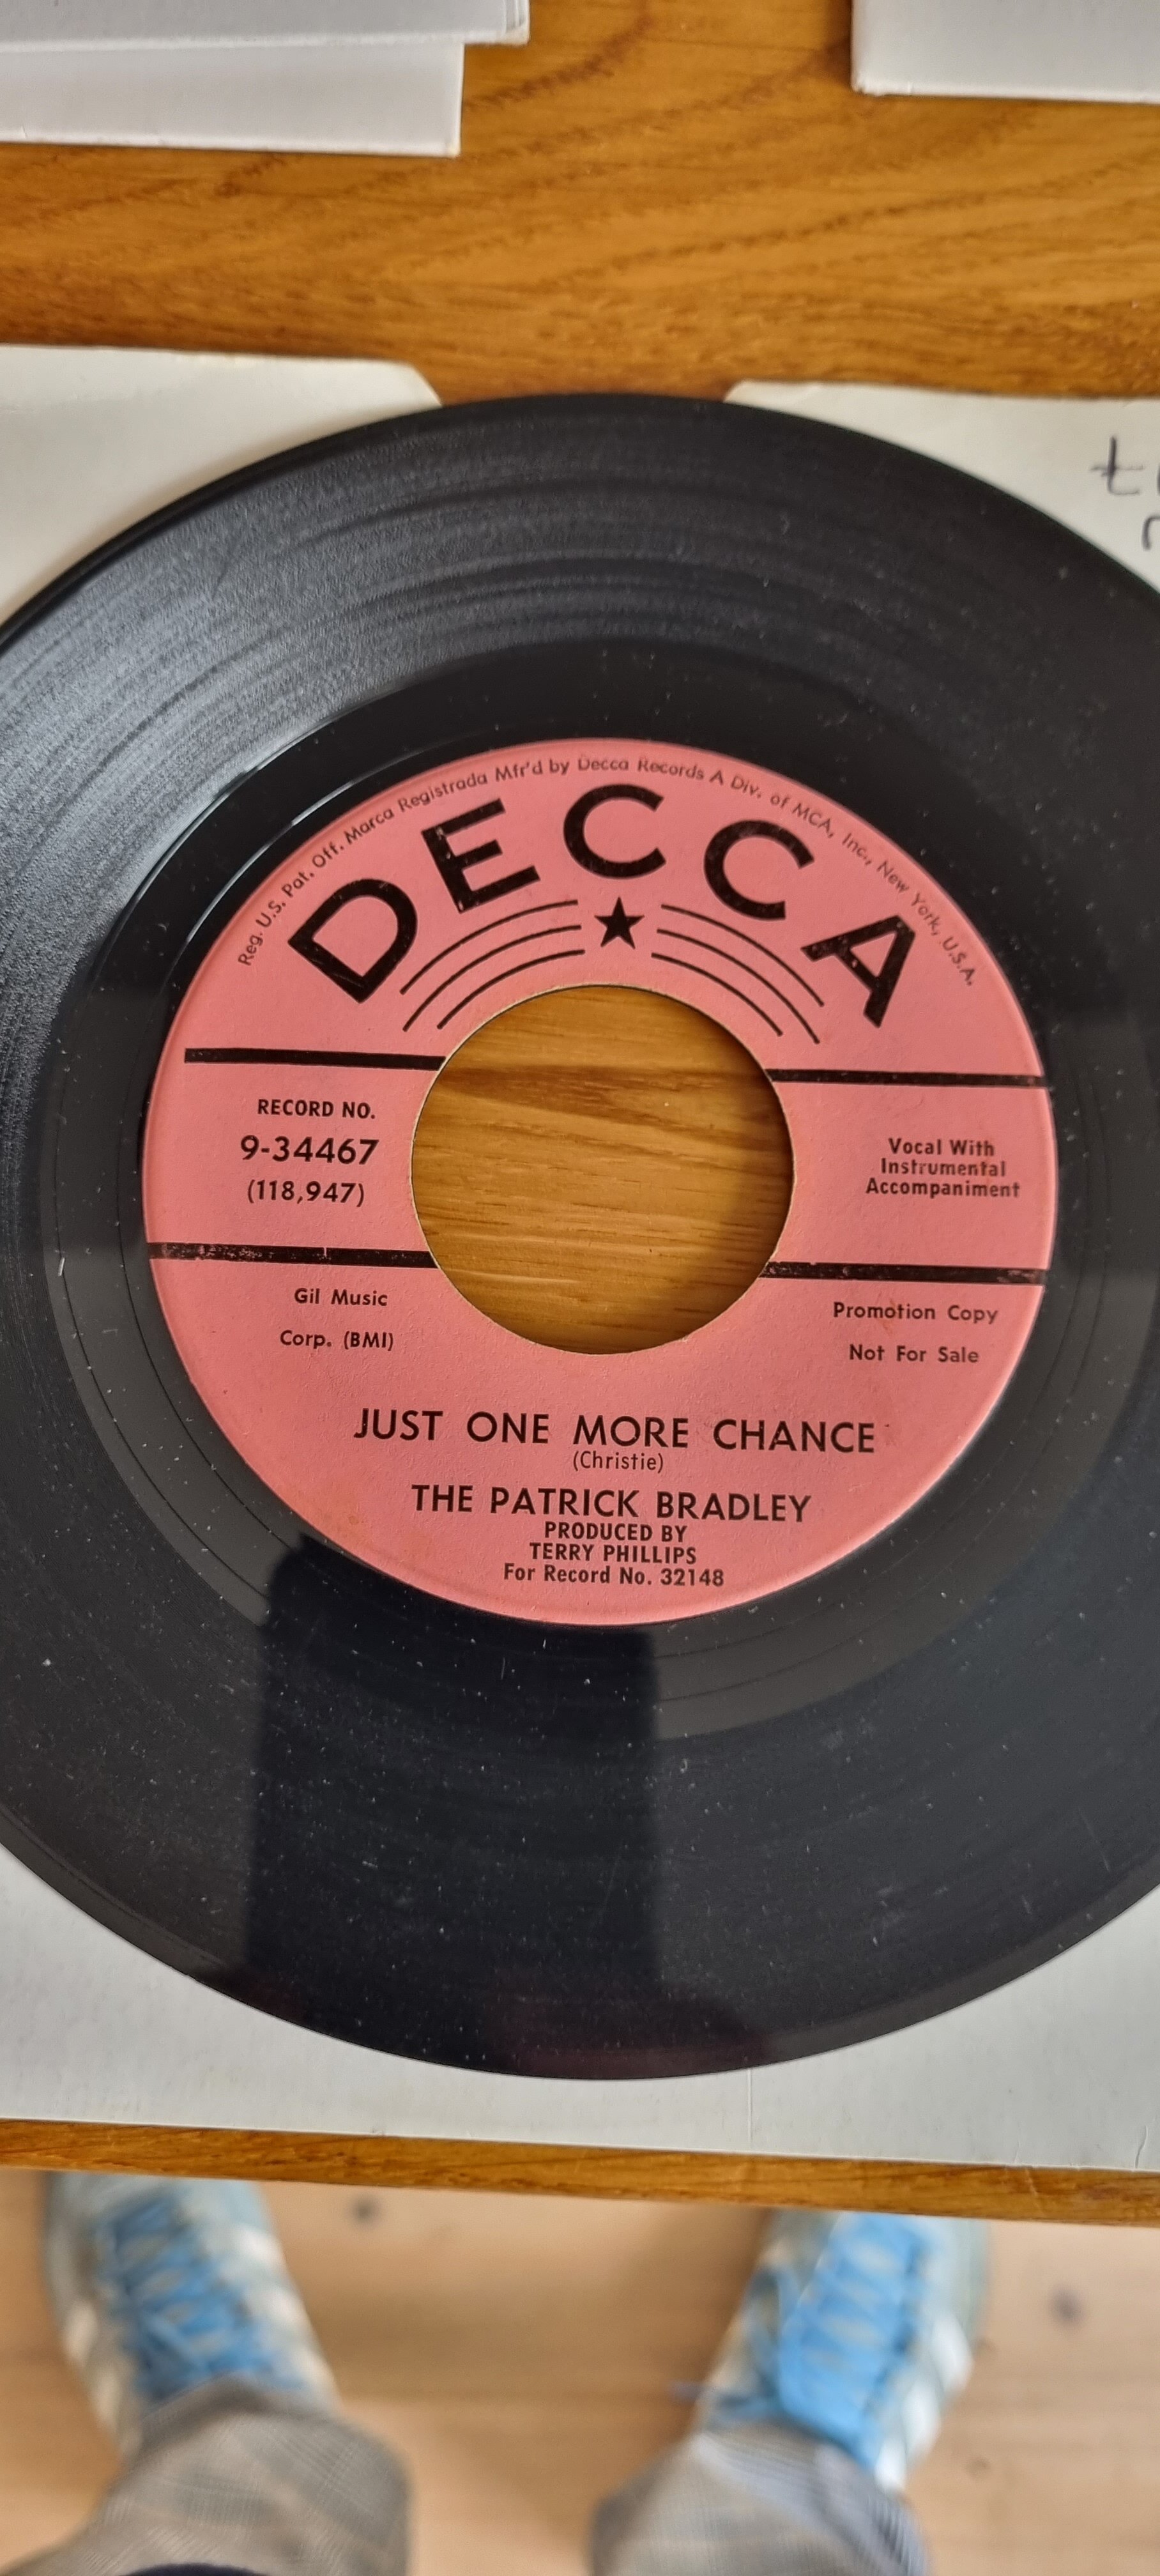 Reg. U.S. Pat. Off. Marca Registrada Mfr'd by Decca Records A Div. of MCA, Inc., New York, U.S.A.
DECCA
RECORD NO.
9-34467
(118,947)
Vocal With
Instrumental
Accompaniment
Gil Music
Corp. (BMI)
Promotion Copy
Not For Sale
JUST ONE MORE CHANCE
(Christie)
THE PATRICK BRADLEY
PRODUCED BY
TERRY PHILLIPS
For Record No. 32148